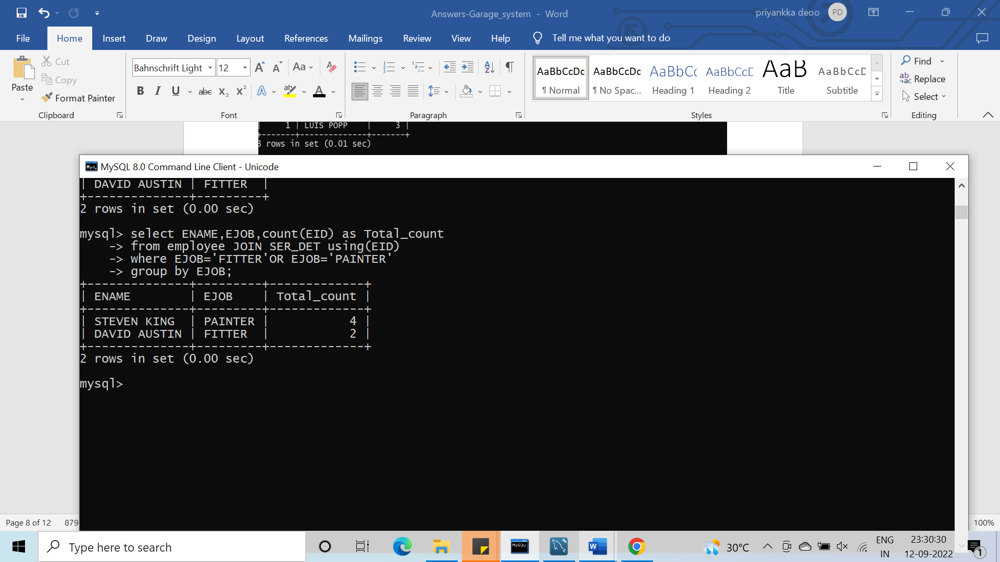 Answers-Garage_system - Word
priyankka deoo PD
File Home Insert Draw Design Layout References Mailings Review View Help Tell me what you want to do
Paste
Cut
Copy
Format Painter
Clipboard
Bahnschrift Light 12
Font
Paragraph
AaBbCcDc AaBbCcDc AaBbCc AaBbCcD AaB AaBbCcD
¶ Normal ¶ No Spac... Heading 1 Heading 2 Title Subtitle
Styles
Find
Replace
Select
Editing
| 1 | LUIS POPP | 3 |
+-------+--------------+-------+
3 rows in set (0.01 sec)
MySQL 8.0 Command Line Client - Unicode
| DAVID AUSTIN | FITTER |
+--------------+---------+
2 rows in set (0.00 sec)
mysql> select ENAME,EJOB,count(EID) as Total_count
-> from employee JOIN SER_DET using(EID)
-> where EJOB='FITTER'OR EJOB='PAINTER'
-> group by EJOB;
+--------------+---------+-------------+
| ENAME | EJOB | Total_count |
+--------------+---------+-------------+
| STEVEN KING | PAINTER | 4 |
| DAVID AUSTIN | FITTER | 2 |
+--------------+---------+-------------+
2 rows in set (0.00 sec)
mysql>
Page 8 of 12 879
100%
Type here to search
30°C
ENG
IN
23:30:30
12-09-2022
1